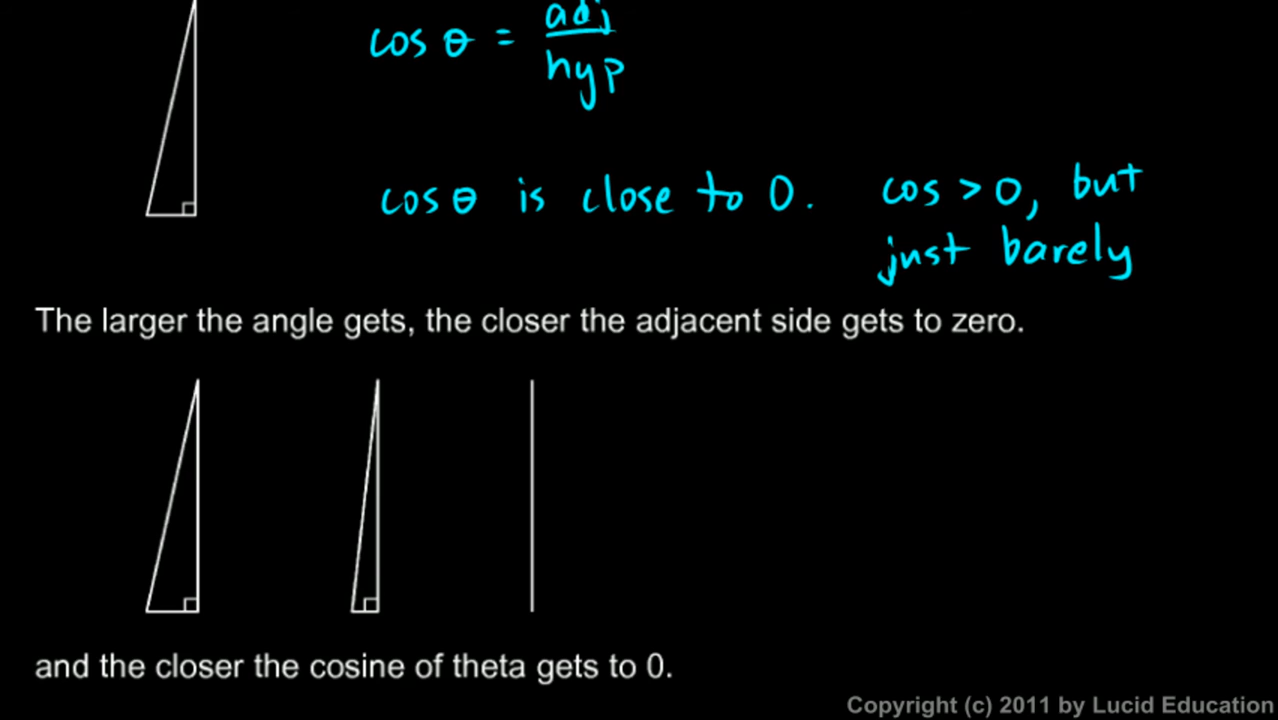 cos θ = adj
hyp
cos θ is close to 0. cos > 0, but
just barely
The larger the angle gets, the closer the adjacent side gets to zero.
and the closer the cosine of theta gets to 0.
Copyright (c) 2011 by Lucid Education